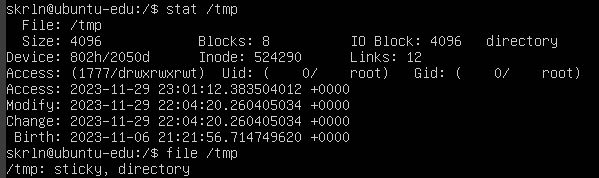 skrln@ubuntu-edu:/$ stat /tmp
  File: /tmp
  Size: 4096            Blocks: 8          IO Block: 4096   directory
Device: 802h/2050d      Inode: 524290      Links: 12
Access: (1777/drwxrwxrwt)  Uid: (    0/    root)   Gid: (    0/    root)
Access: 2023-11-29 23:01:12.383504012 +0000
Modify: 2023-11-29 22:04:20.260405034 +0000
Change: 2023-11-29 22:04:20.260405034 +0000
 Birth: 2023-11-06 21:21:56.714749620 +0000
skrln@ubuntu-edu:/$ file /tmp
/tmp: sticky, directory